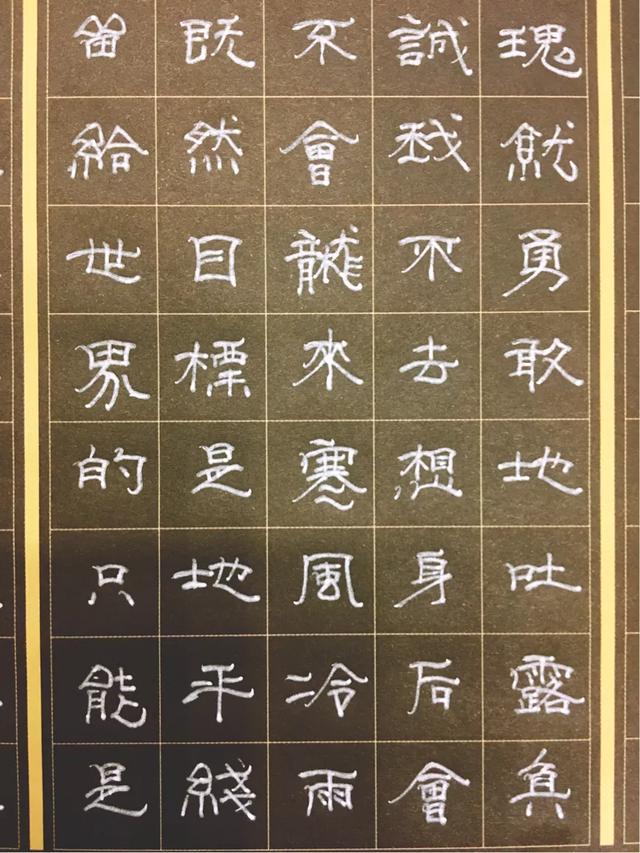 瑰就勇敢地吐露真
誠我不去想身后會
不會襲來寒風冷雨
既然目標是地平綫
留給世界的只能是